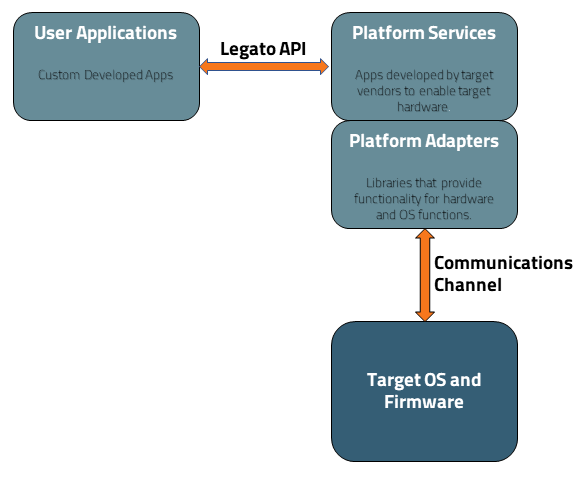 User Applications
Custom Developed Apps
Legato API
Platform Services
Apps developed by target
vendors to enable target
hardware.
Platform Adapters
Libraries that provide
functionality for hardware
and OS functions.
Communications
Channel
Target OS and
Firmware